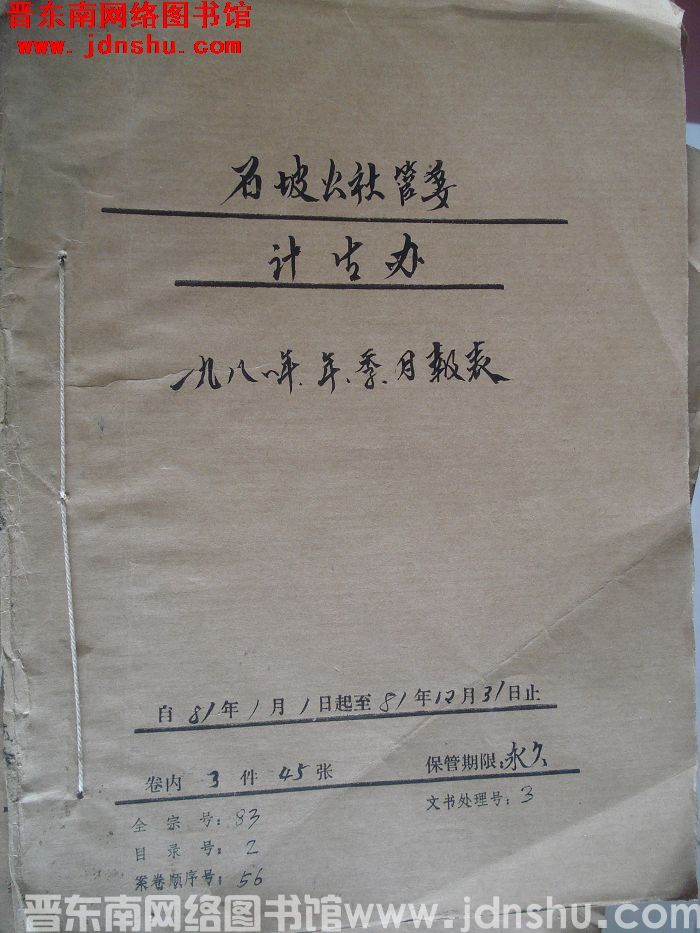 晋东南网络图书馆
www.jdnshu.com
石坡公社管委
计生办
一九八一年年、季、月报表
自81年1月1日起至81年12月31日止
卷内3件45张 保管期限:永久
文书处理号:3
全宗号:83
目录号:2
案卷顺序号:56
晋东南网络图书馆www.jdnshu.com